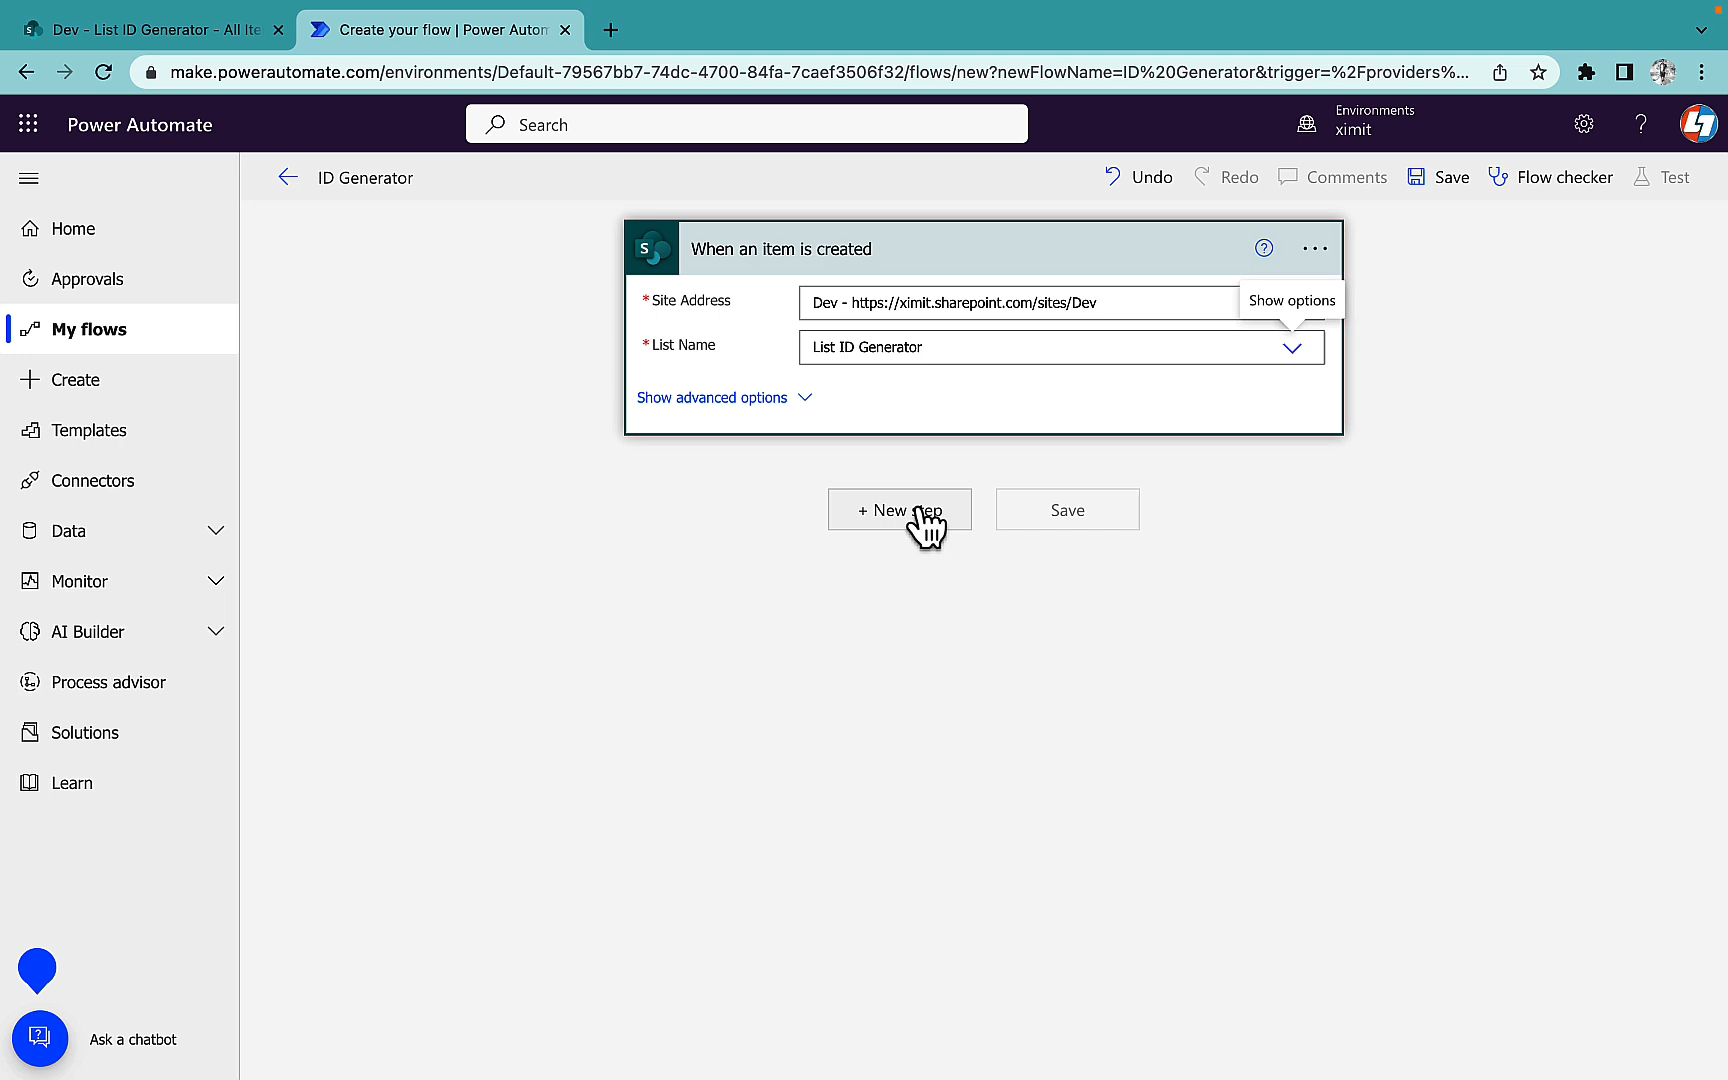 Dev - List ID Generator - All Ite
Create your flow | Power Autom
make.powerautomate.com/environments/Default-79567bb7-74dc-4700-84fa-7caef3506f32/flows/new?newFlowName=ID%20Generator&trigger=%2Fproviders%...
Power Automate
Search
Environments
ximit
ID Generator
Undo
Redo
Comments
Save
Flow checker
Test
Home
Approvals
My flows
Create
Templates
Connectors
Data
Monitor
AI Builder
Process advisor
Solutions
Learn
When an item is created
*Site Address
Dev - https://ximit.sharepoint.com/sites/Dev
Show options
*List Name
List ID Generator
Show advanced options
+ New step
Save
Ask a chatbot